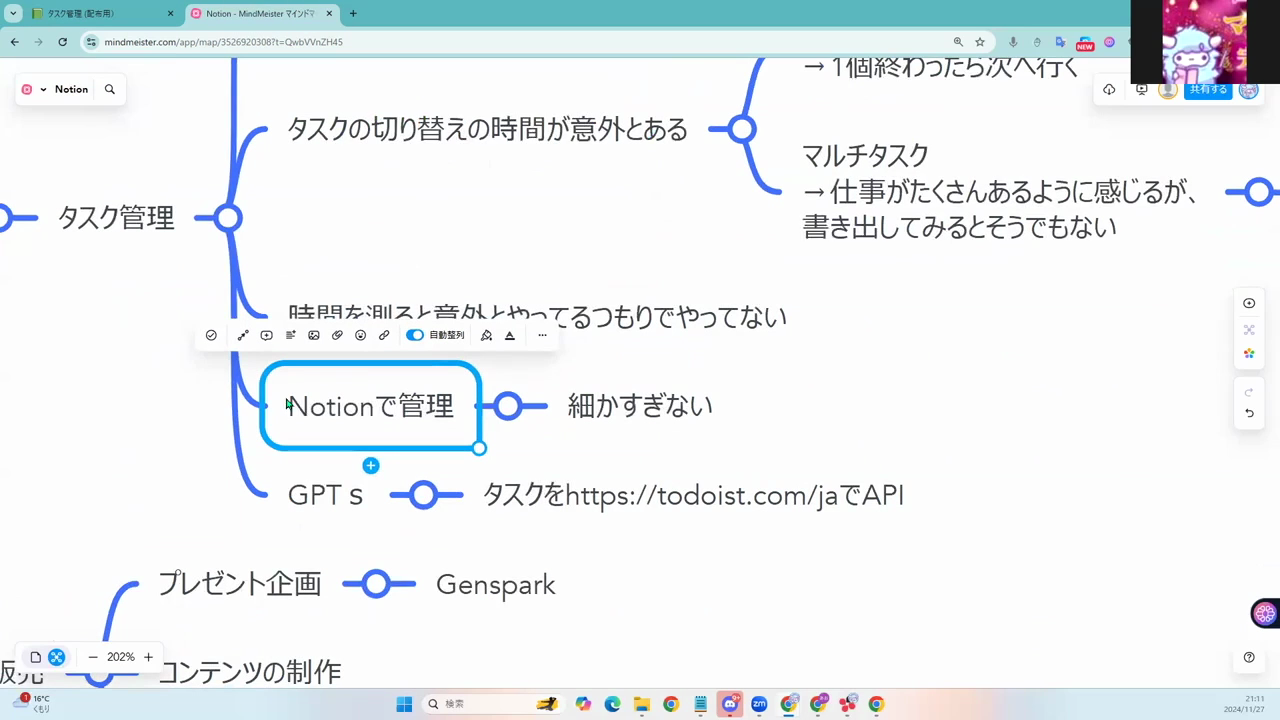 タスク管理 (配布用)
Notion - MindMeister マインドマ
mindmeister.com/app/map/3526920308?t=QwbVVnZH45
NEW
Notion
共有する
→ 1個終わったら次へ行く
タスクの切り替えの時間が意外とある
マルチタスク
→ 仕事がたくさんあるように感じるが、
書き出してみるとそうでもない
タスク管理
時間を測ると意外とやってるつもりでやってない
自動整列
Notionで管理
細かすぎない
GPT s
タスクをhttps://todoist.com/jaでAPI
プレゼント企画
Genspark
202%
販売
コンテンツの制作
16°C
くもり
検索
21:11
2024/11/27